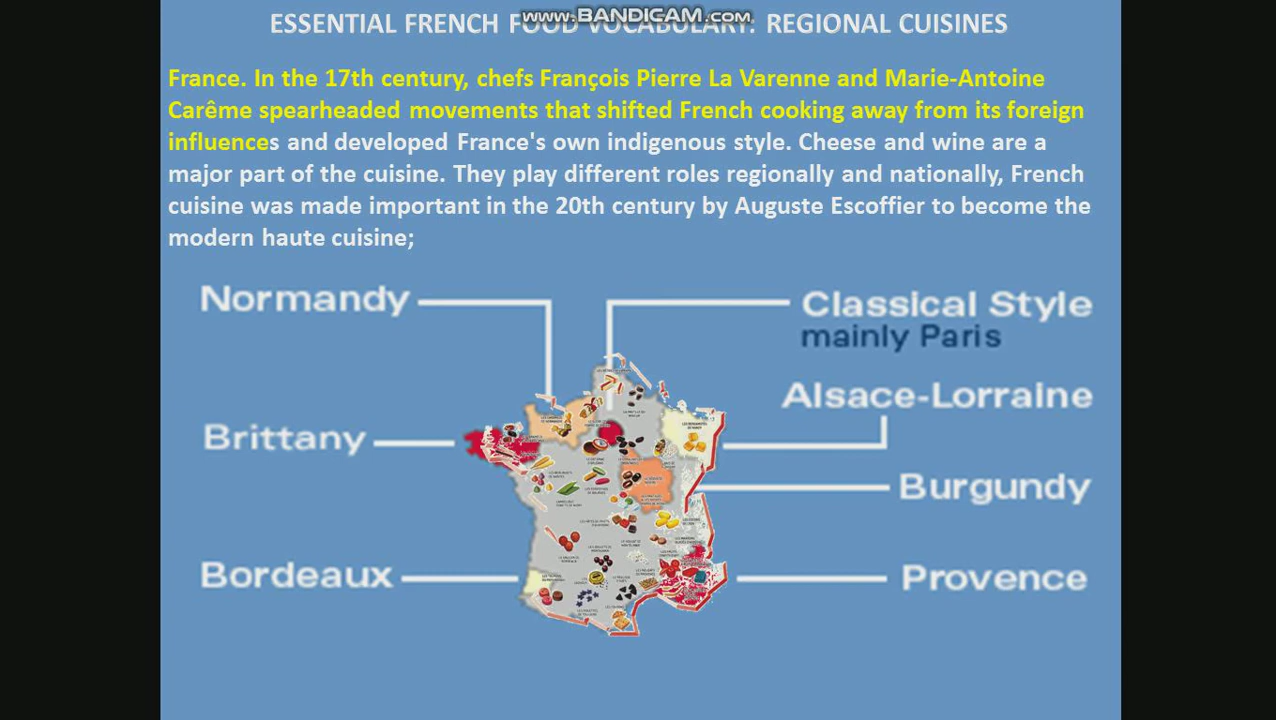 www.BANDICAM.com
ESSENTIAL FRENCH FOOD VOCABULARY: REGIONAL CUISINES
France. In the 17th century, chefs François Pierre La Varenne and Marie-Antoine
Carême spearheaded movements that shifted French cooking away from its foreign
influences and developed France's own indigenous style. Cheese and wine are a
major part of the cuisine. They play different roles regionally and nationally, French
cuisine was made important in the 20th century by Auguste Escoffier to become the
modern haute cuisine;
Normandy
Classical Style
mainly Paris
Alsace-Lorraine
Brittany
Burgundy
Bordeaux
Provence